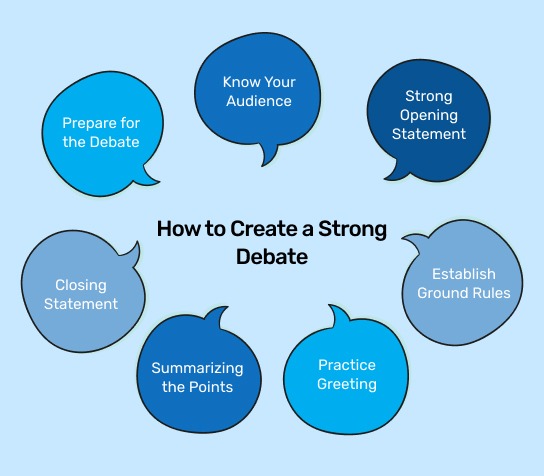 How to Create a Strong
Debate
Prepare for
the Debate
Know Your
Audience
Strong
Opening
Statement
Establish
Ground Rules
Practice
Greeting
Summarizing
the Points
Closing
Statement